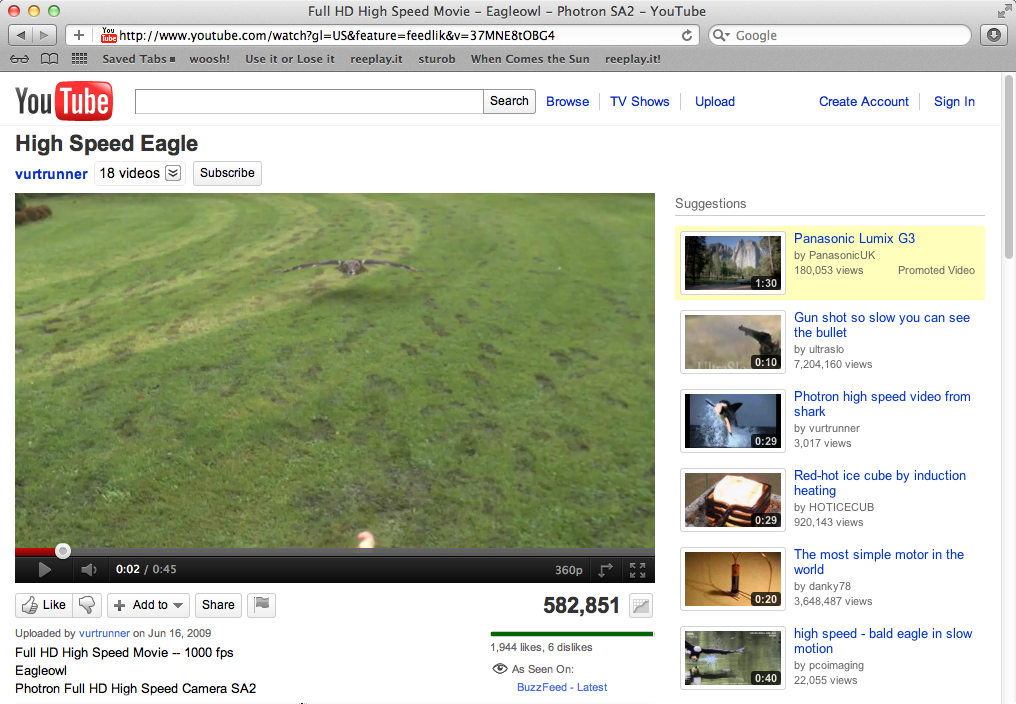 Full HD High Speed Movie – Eagleowl – Photron SA2 – YouTube
http://www.youtube.com/watch?gl=US&feature=feedlik&v=37MNE8tOBG4
Google
Saved Tabs woosh! Use it or Lose it reeplay.it sturob When Comes the Sun reeplay.it!
YouTube Search Browse TV Shows Upload Create Account Sign In
High Speed Eagle
vurtrunner 18 videos Subscribe
0:02 / 0:45 360p
Like Add to Share 582,851
Uploaded by vurtrunner on Jun 16, 2009
Full HD High Speed Movie -- 1000 fps
Eagleowl
Photron Full HD High Speed Camera SA2
1,944 likes, 6 dislikes
As Seen On:
BuzzFeed - Latest
Suggestions
1:30
Panasonic Lumix G3
by PanasonicUK
180,053 views Promoted Video
0:10
Gun shot so slow you can see
the bullet
by ultraslo
7,204,160 views
0:29
Photron high speed video from
shark
by vurtrunner
3,017 views
0:29
Red-hot ice cube by induction
heating
by HOTICECUB
920,143 views
0:20
The most simple motor in the
world
by danky78
3,648,487 views
0:40
high speed - bald eagle in slow
motion
by pcoimaging
22,055 views